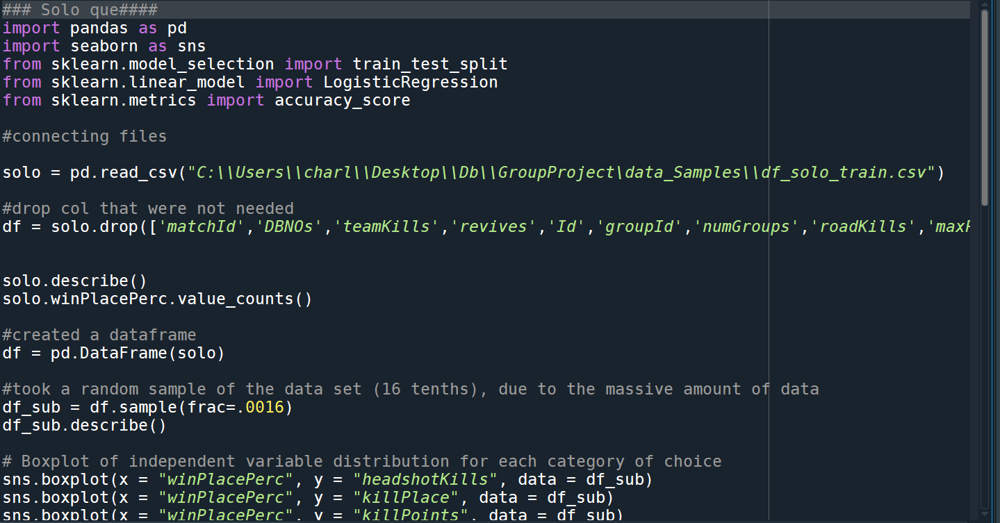 ### Solo que####
import pandas as pd
import seaborn as sns
from sklearn.model_selection import train_test_split
from sklearn.linear_model import LogisticRegression
from sklearn.metrics import accuracy_score
#connecting files
solo = pd.read_csv("C:\\Users\\charl\\Desktop\\Db\\GroupProject\data_Samples\\df_solo_train.csv")
#drop col that were not needed
df = solo.drop(['matchId','DBNOs','teamKills','revives','Id','groupId','numGroups','roadKills','max
solo.describe()
solo.winPlacePerc.value_counts()
#created a dataframe
df = pd.DataFrame(solo)
#took a random sample of the data set (16 tenths), due to the massive amount of data
df_sub = df.sample(frac=.0016)
df_sub.describe()
# Boxplot of independent variable distribution for each category of choice
sns.boxplot(x = "winPlacePerc", y = "headshotKills", data = df_sub)
sns.boxplot(x = "winPlacePerc", y = "killPlace", data = df_sub)
sns.boxplot(x = "winPlacePerc", y = "killPoints", data = df_sub)